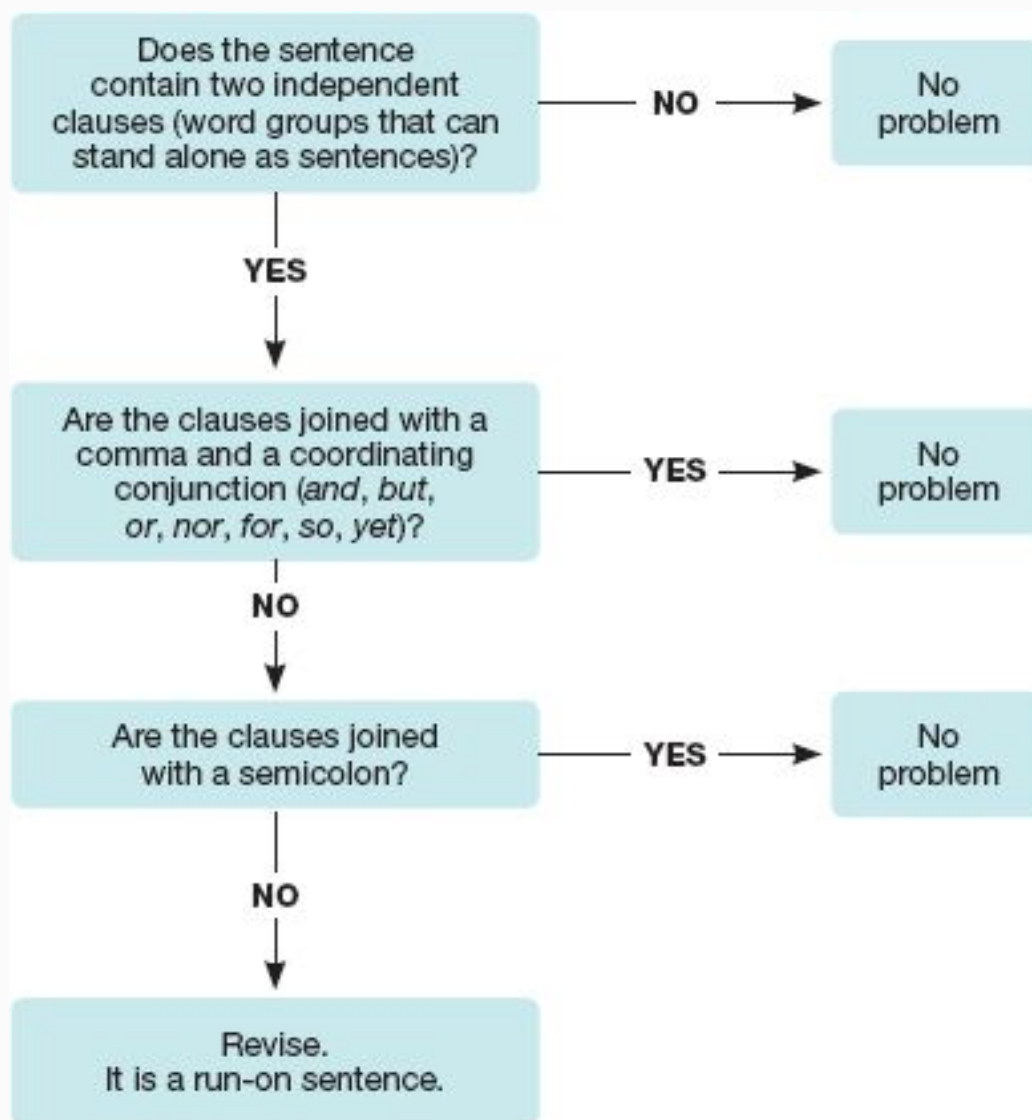 Does the sentence
contain two independent
clauses (word groups that can
stand alone as sentences)?
NO
No
problem
YES
Are the clauses joined with a
comma and a coordinating
conjunction (and, but,
or, nor, for, so, yet)?
YES
No
problem
NO
Are the clauses joined
with a semicolon?
YES
No
problem
NO
Revise.
It is a run-on sentence.